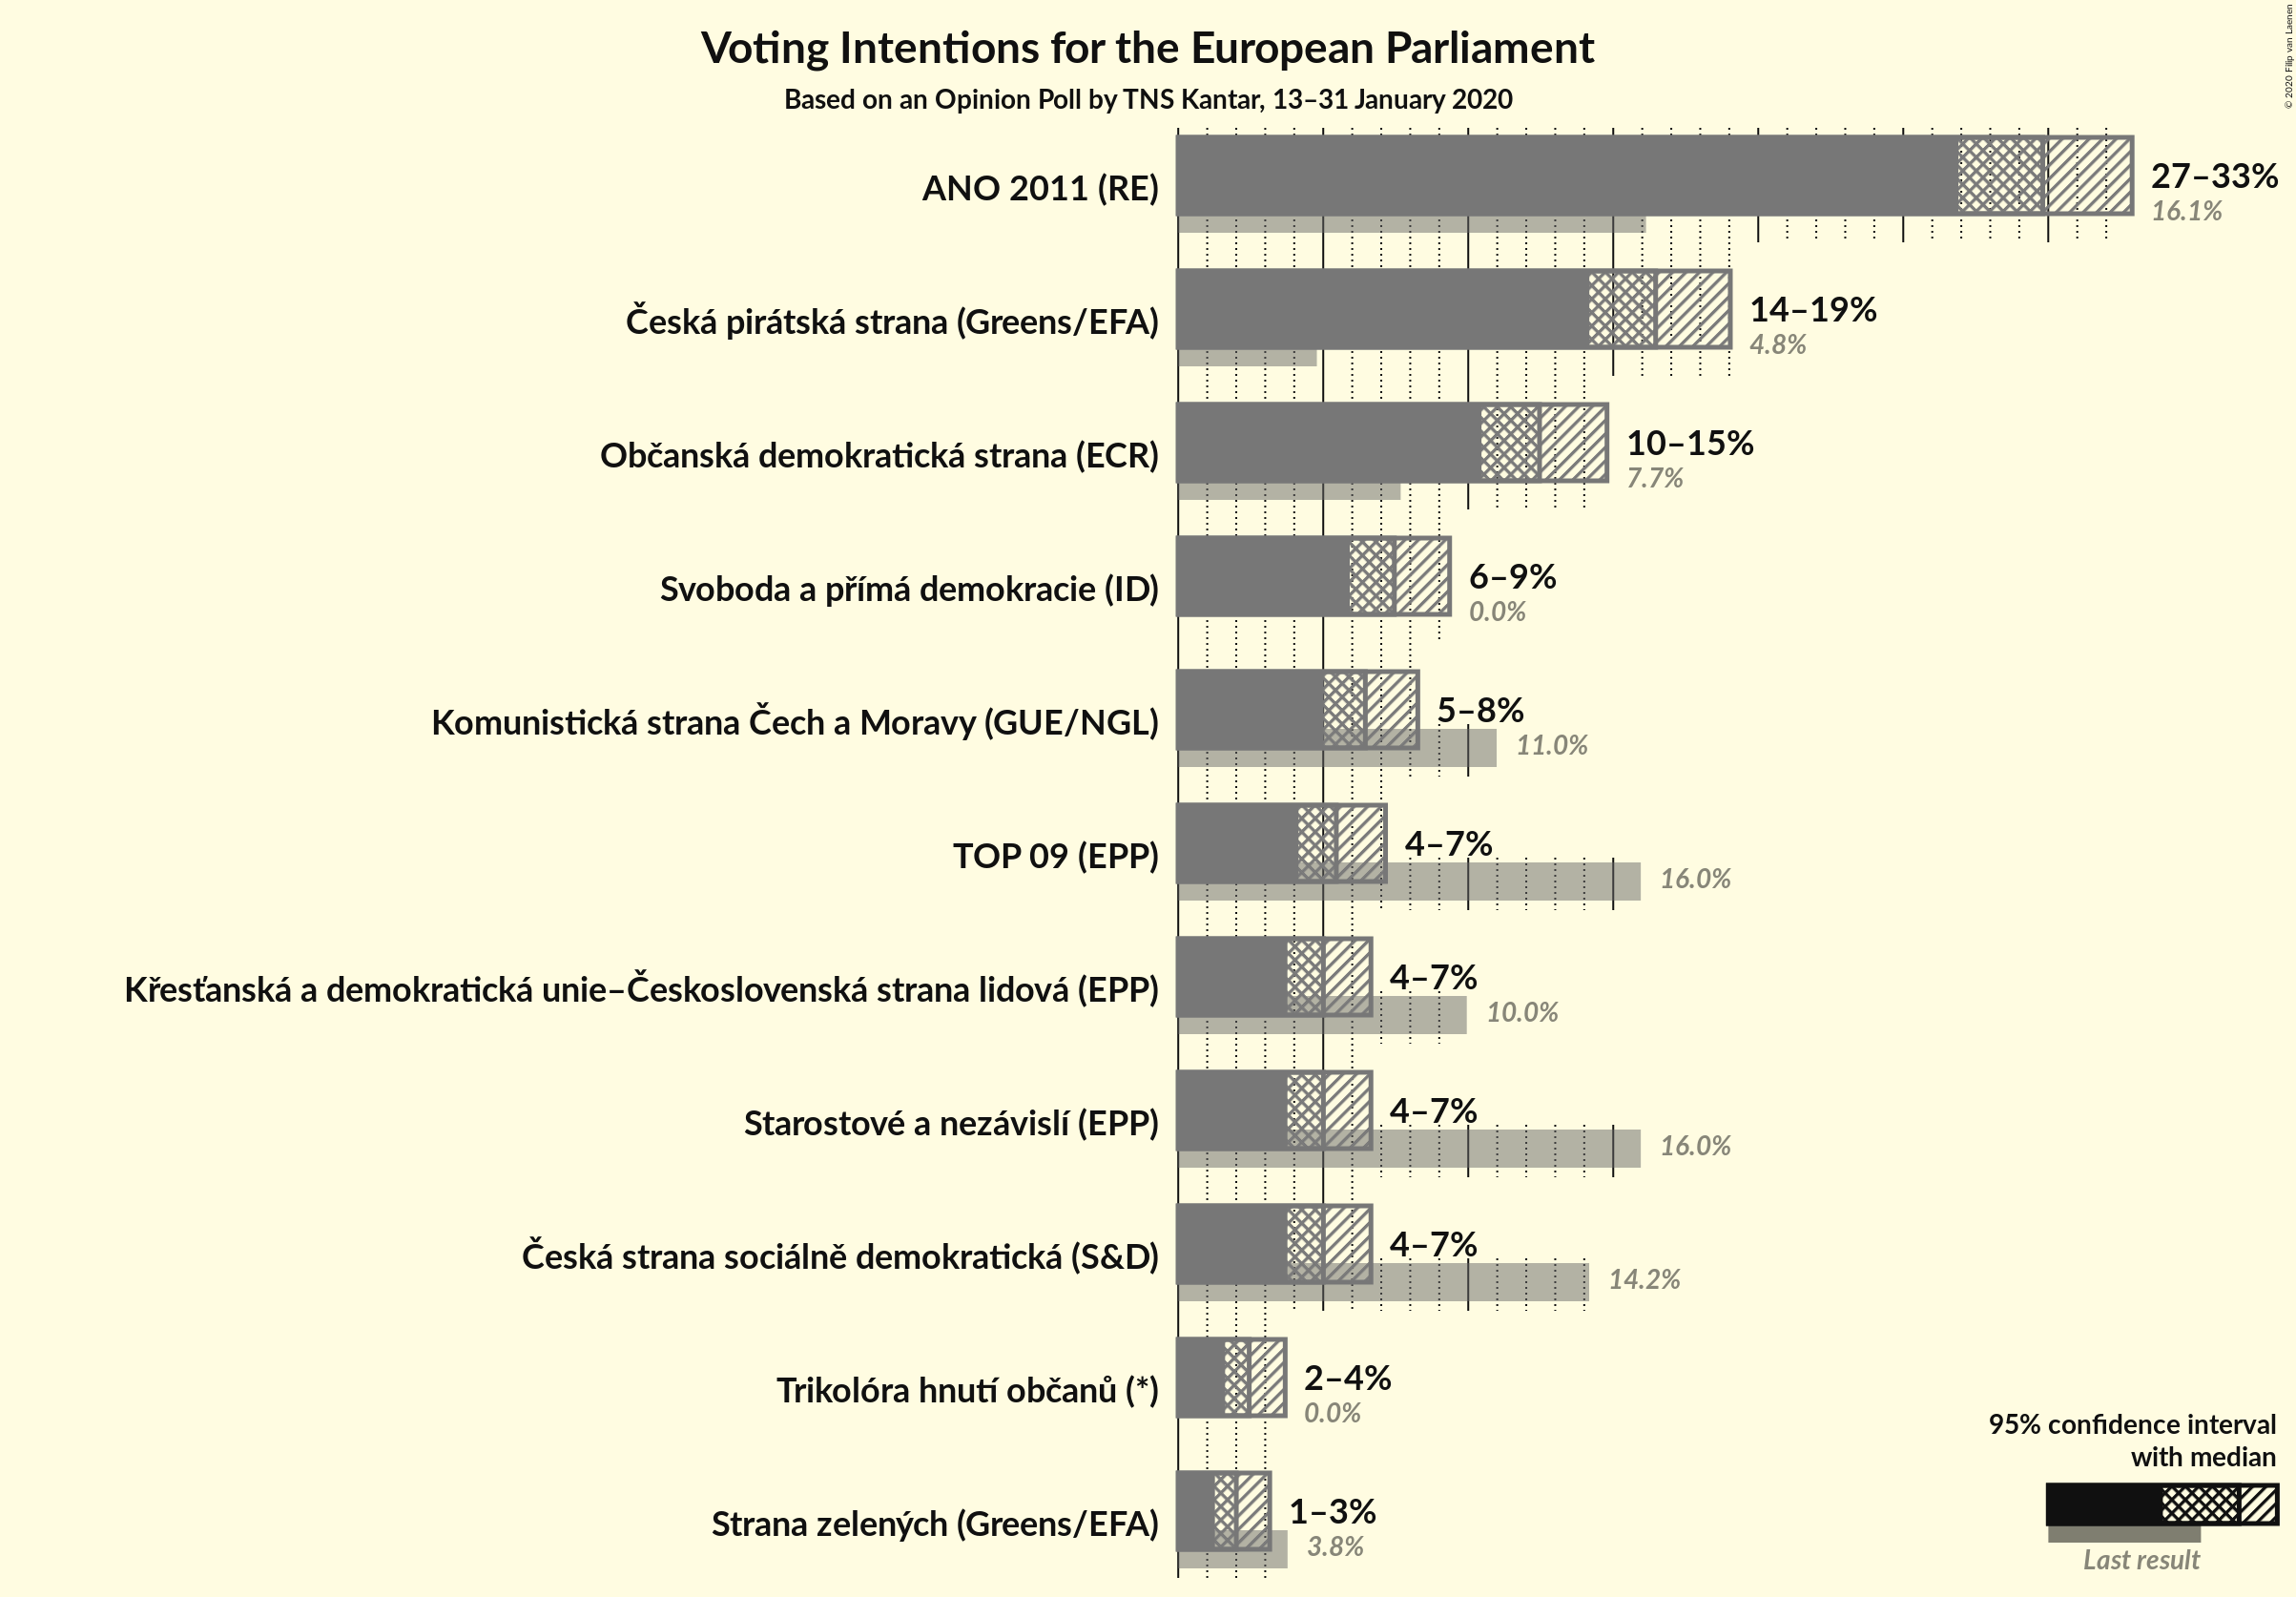 Voting Intentions for the European Parliament
Based on an Opinion Poll by TNS Kantar, 13–31 January 2020
© 2020 Filip van Laenen
ANO 2011 (RE)
27–33%
16.1%
Česká pirátská strana (Greens/EFA)
14–19%
4.8%
Občanská demokratická strana (ECR)
10–15%
7.7%
Svoboda a přímá demokracie (ID)
6–9%
0.0%
Komunistická strana Čech a Moravy (GUE/NGL)
5–8%
11.0%
TOP 09 (EPP)
4–7%
16.0%
Křesťanská a demokratická unie–Československá strana lidová (EPP)
4–7%
10.0%
Starostové a nezávislí (EPP)
4–7%
16.0%
Česká strana sociálně demokratická (S&D)
4–7%
14.2%
Trikolóra hnutí občanů (*)
2–4%
0.0%
Strana zelených (Greens/EFA)
1–3%
3.8%
95% confidence interval
with median
Last result